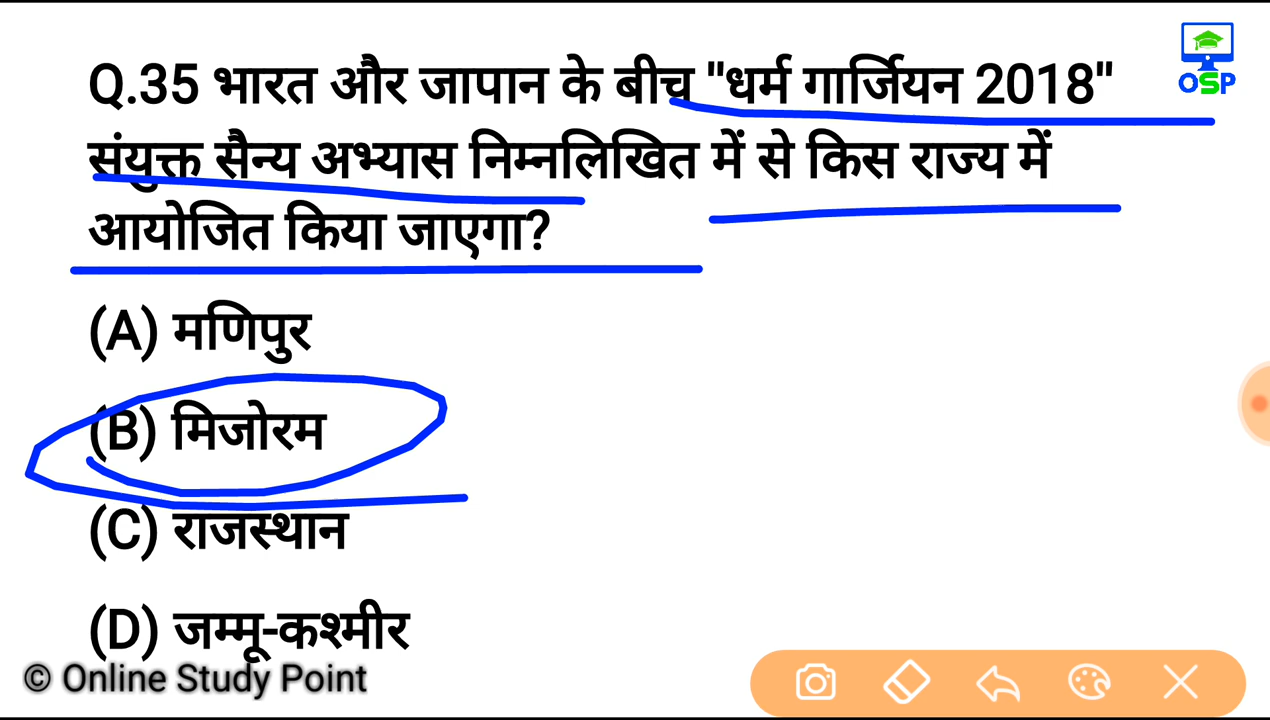 OSP
Q.35 भारत और जापान के बीच "धर्म गार्जियन 2018"
संयुक्त सैन्य अभ्यास निम्नलिखित में से किस राज्य में
आयोजित किया जाएगा?
(A) मणिपुर
(B) मिजोरम
(C) राजस्थान
(D) जम्मू-कश्मीर
© Online Study Point